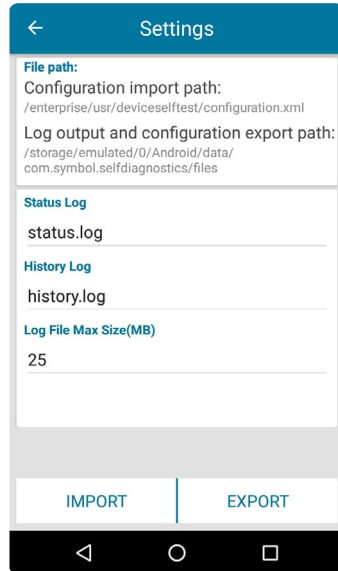 Settings
File path:
Configuration import path:
/enterprise/usr/deviceselftest/configuration.xml
Log output and configuration export path:
/storage/emulated/0/Android/data/
com.symbol.selfdiagnostics/files
Status Log
status.log
History Log
history.log
Log File Max Size(MB)
25
IMPORT
EXPORT